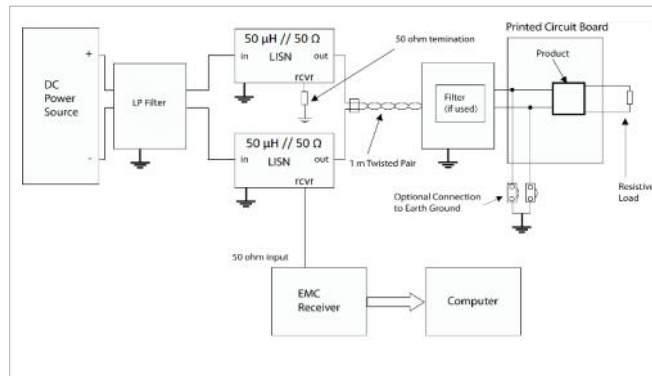 50 µH // 50 Ω
LISN
in
out
rcvr
50 ohm temination
Printed Circuit Board
Product
+
DC
Power
Source
-
LP Filter
Filter
(if used)
50 µH // 50 Ω
LISN
in
out
rcvr
1 m Twisted Pair
Optional Connection
to Earth Ground
Resistive
Load
50 ohm input
EMC
Receiver
Computer